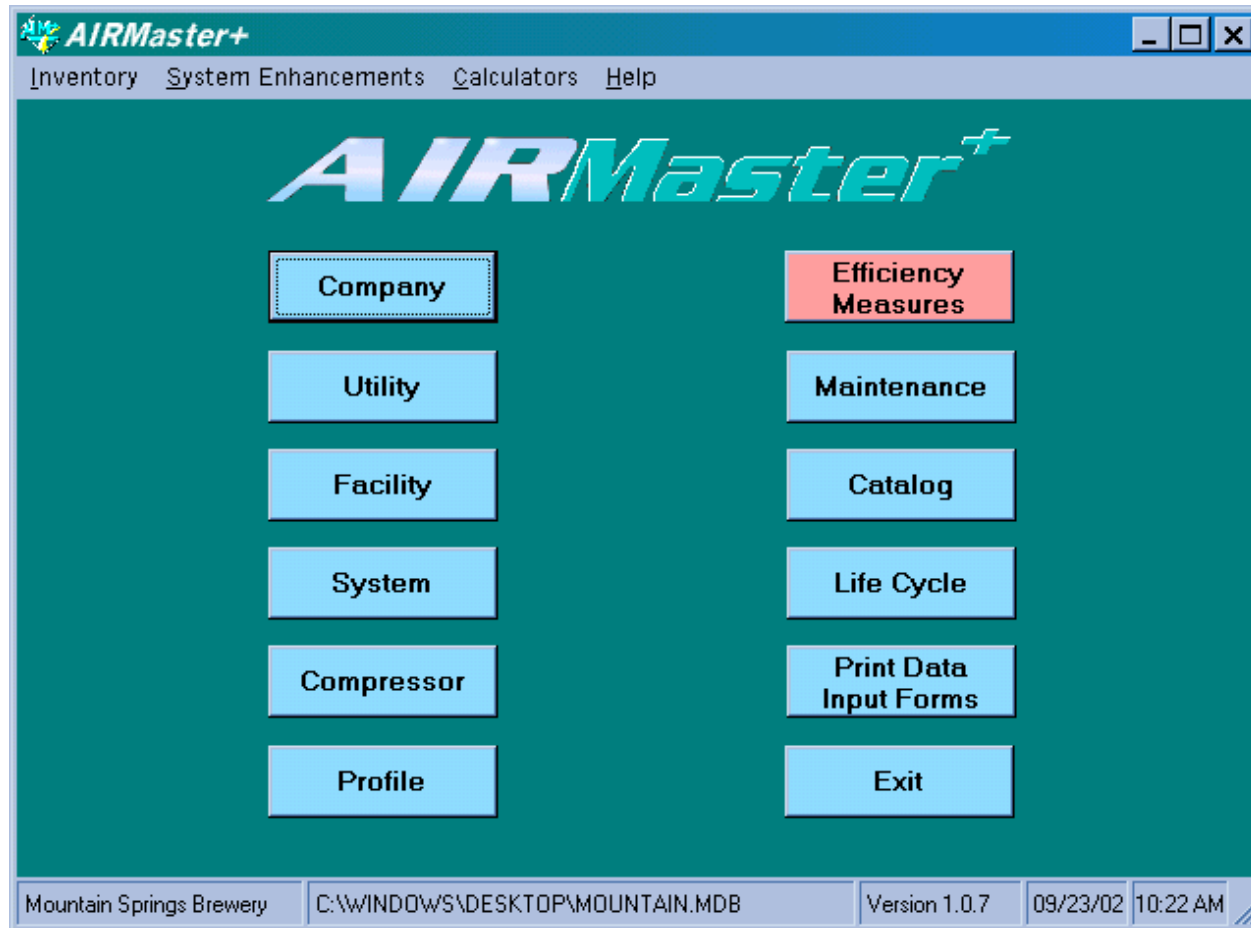 AIRMaster+
Inventory System Enhancements Calculators Help
AIRMaster+
Company
Efficiency
Measures
Utility
Maintenance
Facility
Catalog
System
Life Cycle
Compressor
Print Data
Input Forms
Profile
Exit
Mountain Springs Brewery C:\WINDOWS\DESKTOP\MOUNTAIN.MDB Version 1.0.7 09/23/02 10:22 AM